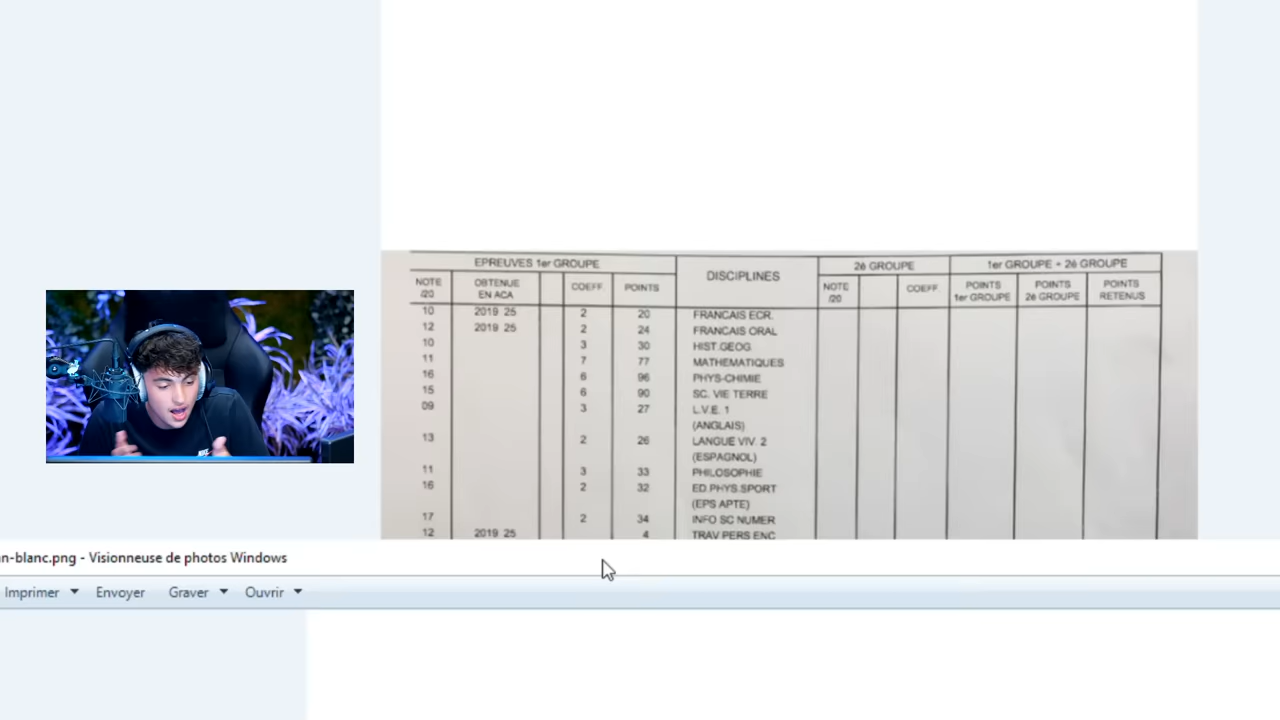 EPREUVES 1er GROUPE DISCIPLINES 2è GROUPE 1er GROUPE + 2è GROUPE
NOTE /20 OBTENUE EN ACA COEFF. POINTS NOTE /20 COEFF. POINTS 1er GROUPE POINTS 2è GROUPE POINTS RETENUS
10 2019 25 2 20 FRANCAIS ECR.
12 2019 25 2 24 FRANCAIS ORAL
10 3 30 HIST.GEOG.
11 7 77 MATHEMATIQUES
16 6 96 PHYS-CHIMIE
15 6 90 SC. VIE TERRE
09 3 27 L.V.E. 1
(ANGLAIS)
13 2 26 LANGUE VIV. 2
(ESPAGNOL)
11 3 33 PHILOSOPHIE
16 2 32 ED.PHYS.SPORT
(EPS APTE)
17 2 34 INFO SC NUMER
12 2019 25 4 TRAV PERS ENC
n-blanc.png - Visionneuse de photos Windows
Imprimer Envoyer Graver Ouvrir